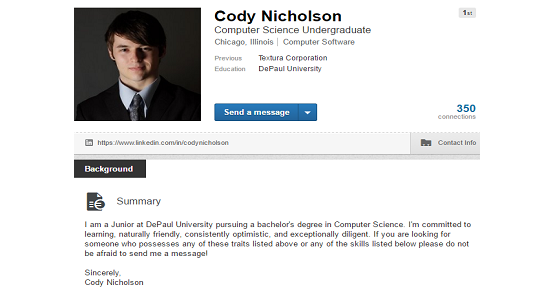 Cody Nicholson
1st
Computer Science Undergraduate
Chicago, Illinois | Computer Software
Previous Textura Corporation
Education DePaul University
Send a message
350
connections
https://www.linkedin.com/in/codynicholson
Contact Info
Background
Summary
I am a Junior at DePaul University pursuing a bachelor's degree in Computer Science. I'm committed to
learning, naturally friendly, consistently optimistic, and exceptionally diligent. If you are looking for
someone who possesses any of these traits listed above or any of the skills listed below please do not
be afraid to send me a message!
Sincerely,
Cody Nicholson